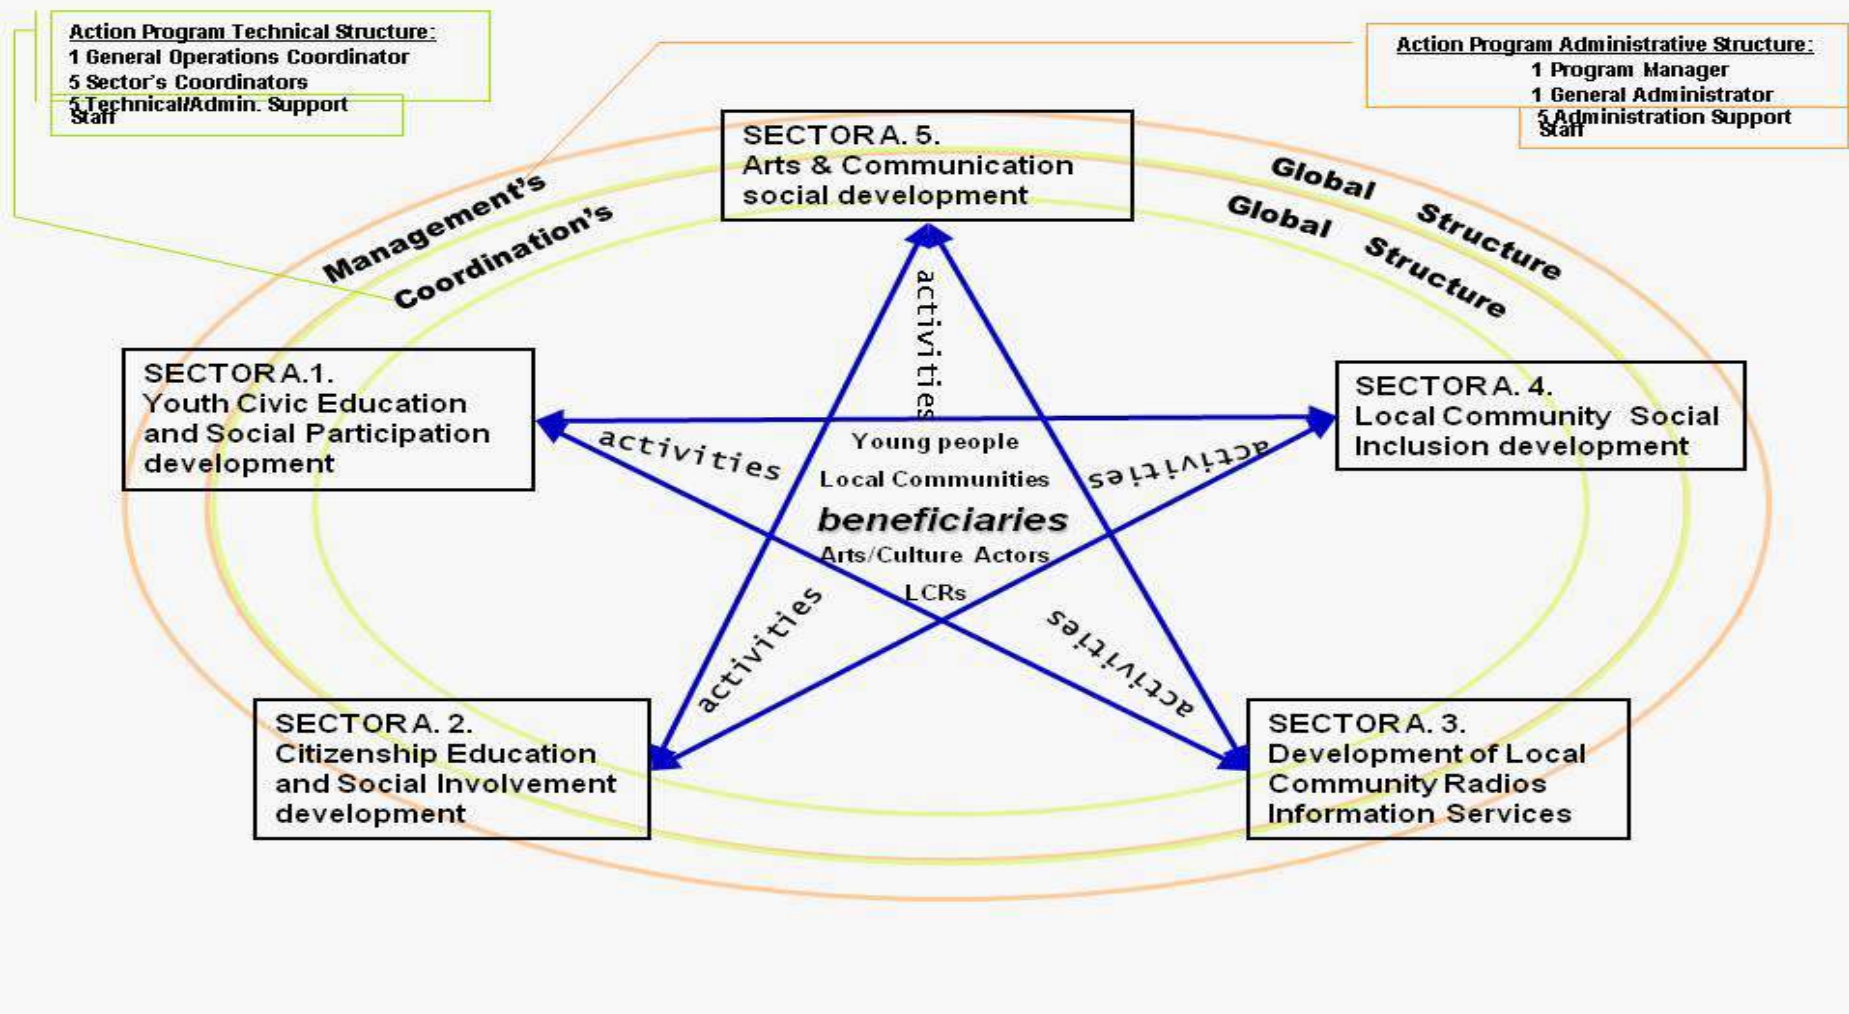 Action Program Technical Structure:
1 General Operations Coordinator
5 Sector's Coordinators
5 Technical/Admin. Support
Staff
Action Program Administrative Structure:
1 Program Manager
1 General Administrator
5 Administration Support
Staff
Management's Global Structure
Coordination's Global Structure
SECTOR A. 5.
Arts & Communication
social development
SECTOR A.1.
Youth Civic Education
and Social Participation
development
SECTOR A. 4.
Local Community Social
Inclusion development
activities
activities
activities
Young people
Local Communities
beneficiaries
Arts/Culture Actors
LCRs
activities
activities
SECTOR A. 2.
Citizenship Education
and Social Involvement
development
SECTOR A. 3.
Development of Local
Community Radios
Information Services